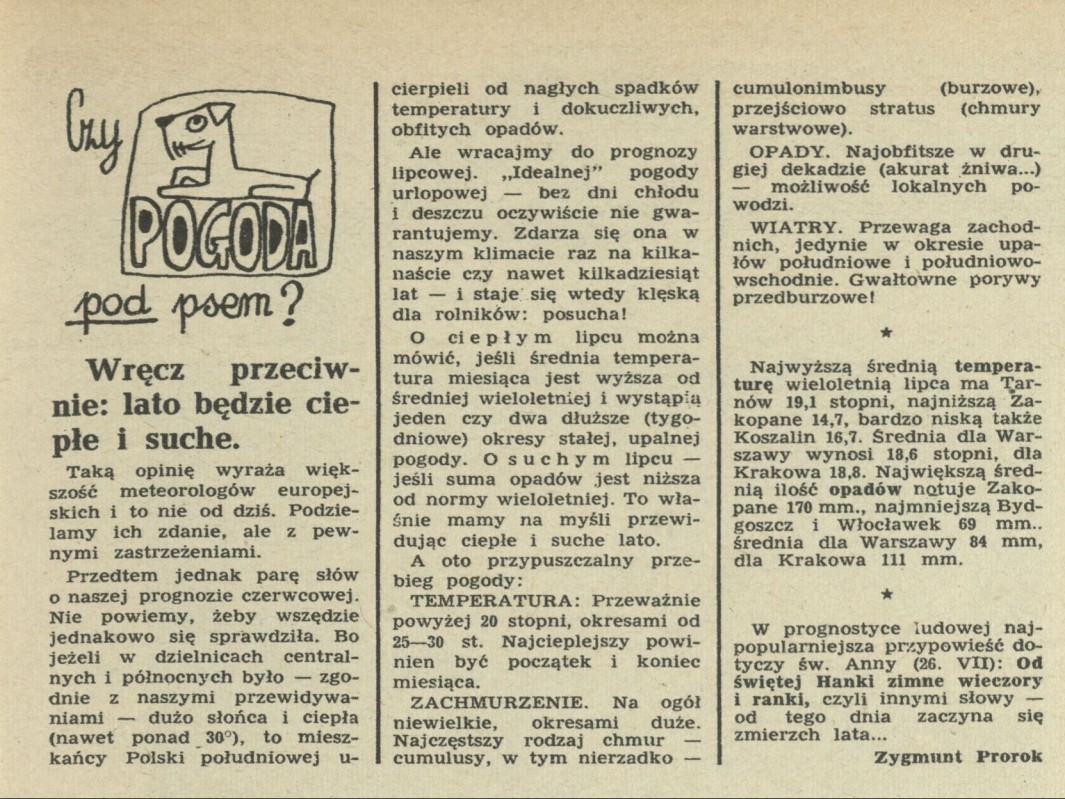 Czy
POGODA
pod psem?
Wręcz przeciw-
nie: lato będzie cie-
płe i suche.
Taką opinię wyraża więk-
szość meteorologów europej-
skich i to nie od dziś. Podzie-
lamy ich zdanie, ale z pew-
nymi zastrzeżeniami.
Przedtem jednak parę słów
o naszej prognozie czerwcowej.
Nie powiemy, żeby wszędzie
jednakowo się sprawdziła. Bo
jeżeli w dzielnicach central-
nych i północnych było — zgo-
dnie z naszymi przewidywa-
niami — dużo słońca i ciepła
(nawet ponad 30°), to miesz-
kańcy Polski południowej u-
cierpieli od nagłych spadków
temperatury i dokuczliwych,
obfitych opadów.
Ale wracajmy do prognozy
lipcowej. „Idealnej” pogody
urlopowej — bez dni chłodu
i deszczu oczywiście nie gwa-
rantujemy. Zdarza się ona w
naszym klimacie raz na kilka-
naście czy nawet kilkadziesiąt
lat — i staje się wtedy klęską
dla rolników: posucha!
O ciepłym lipcu można
mówić, jeśli średnia tempera-
tura miesiąca jest wyższa od
średniej wieloletniej i wystąpią
jeden czy dwa dłuższe (tygo-
dniowe) okresy stałej, upalnej
pogody. O suchym lipcu —
jeśli suma opadów jest niższa
od normy wieloletniej. To wła-
śnie mamy na myśli przewi-
dując ciepłe i suche lato.
A oto przypuszczalny prze-
bieg pogody:
TEMPERATURA: Przeważnie
powyżej 20 stopni, okresami od
25—30 st. Najcieplejszy powi-
nien być początek i koniec
miesiąca.
ZACHMURZENIE. Na ogół
niewielkie, okresami duże.
Najczęstszy rodzaj chmur —
cumulusy, w tym nierzadko —
cumulonimbusy (burzowe),
przejściowo stratus (chmury
warstwowe).
OPADY. Najobfitsze w dru-
giej dekadzie (akurat żniwa...)
— możliwość lokalnych po-
wodzi.
WIATRY. Przewaga zachod-
nich, jedynie w okresie upa-
łów południowe i południowo-
wschodnie. Gwałtowne porywy
przedburzowe!
★
Najwyższą średnią tempera-
turę wieloletnią lipca ma Tar-
nów 19,1 stopni, najniższą Za-
kopane 14,7, bardzo niską także
Koszalin 16,7. Średnia dla War-
szawy wynosi 18,6 stopni, dla
Krakowa 18,8. Największą śred-
nią ilość opadów notuje Zako-
pane 170 mm., najmniejszą Byd-
goszcz i Włocławek 69 mm..
średnia dla Warszawy 84 mm,
dla Krakowa 111 mm.
★
W prognostyce ludowej naj-
popularniejsza przypowieść do-
tyczy św. Anny (26. VII): Od
świętej Hanki zimne wieczory
i ranki, czyli innymi słowy —
od tego dnia zaczyna się
zmierzch lata...
Zygmunt Prorok